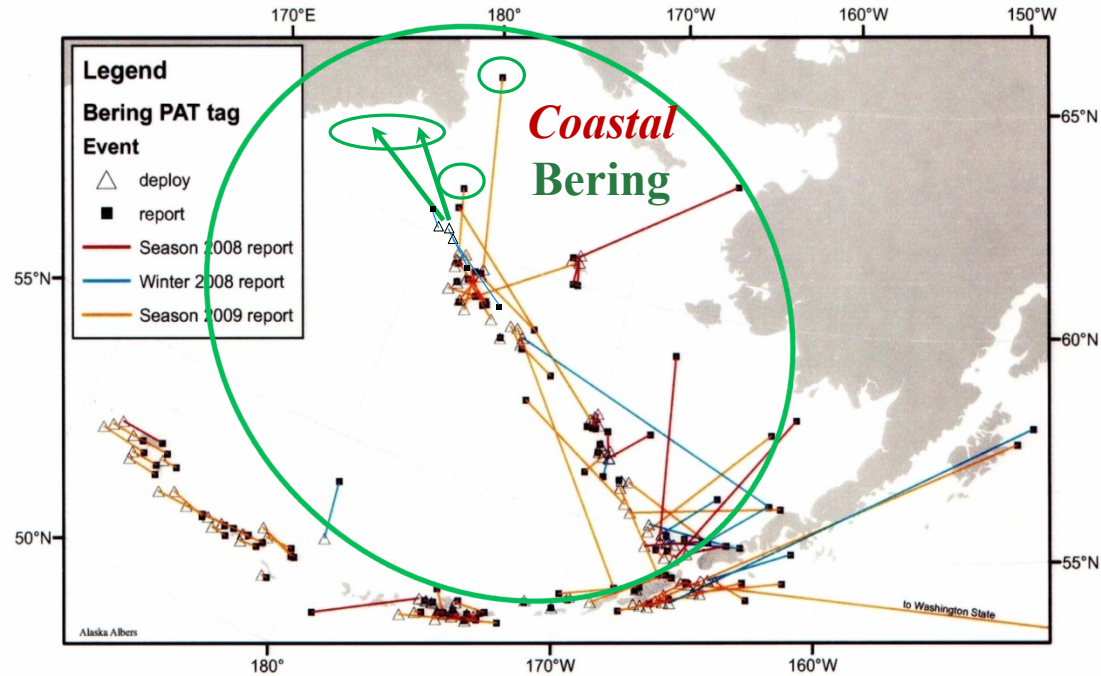 170°E 180° 170°W 160°W 150°W
Legend
Bering PAT tag
Event
deploy
report
Season 2008 report
Winter 2008 report
Season 2009 report
Coastal
Bering
65°N
55°N
60°N
50°N
55°N
to Washington State
Alaska Albers
180° 170°W 160°W